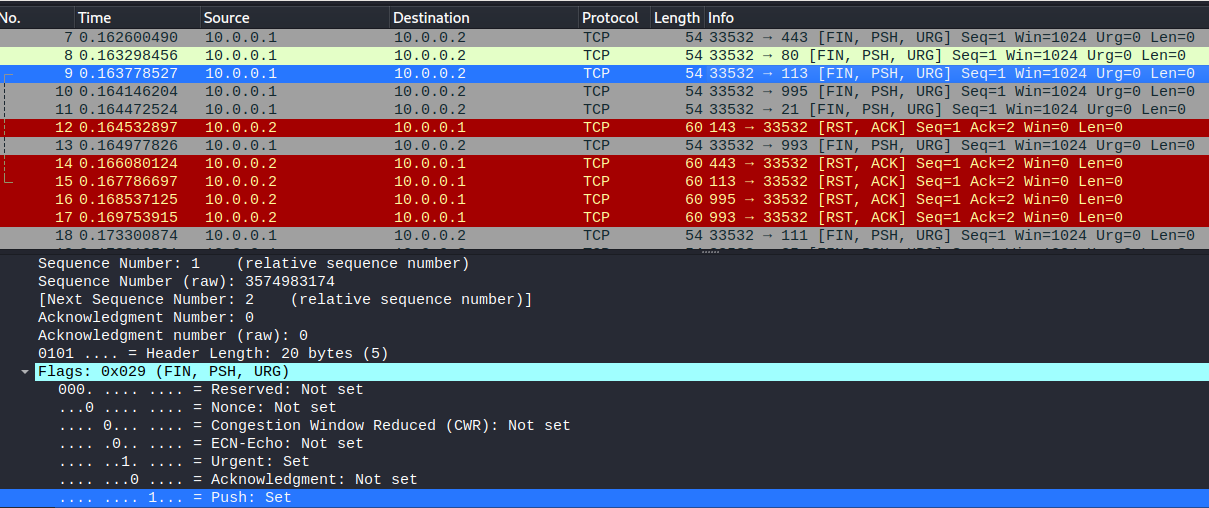 No. Time Source Destination Protocol Length Info
7 0.162600490 10.0.0.1 10.0.0.2 TCP 54 33532 → 443 [FIN, PSH, URG] Seq=1 Win=1024 Urg=0 Len=0
8 0.163298456 10.0.0.1 10.0.0.2 TCP 54 33532 → 80 [FIN, PSH, URG] Seq=1 Win=1024 Urg=0 Len=0
9 0.163778527 10.0.0.1 10.0.0.2 TCP 54 33532 → 113 [FIN, PSH, URG] Seq=1 Win=1024 Urg=0 Len=0
10 0.164146204 10.0.0.1 10.0.0.2 TCP 54 33532 → 995 [FIN, PSH, URG] Seq=1 Win=1024 Urg=0 Len=0
11 0.164472524 10.0.0.1 10.0.0.2 TCP 54 33532 → 21 [FIN, PSH, URG] Seq=1 Win=1024 Urg=0 Len=0
12 0.164532897 10.0.0.2 10.0.0.1 TCP 60 143 → 33532 [RST, ACK] Seq=1 Ack=2 Win=0 Len=0
13 0.164977826 10.0.0.1 10.0.0.2 TCP 54 33532 → 993 [FIN, PSH, URG] Seq=1 Win=1024 Urg=0 Len=0
14 0.166080124 10.0.0.2 10.0.0.1 TCP 60 443 → 33532 [RST, ACK] Seq=1 Ack=2 Win=0 Len=0
15 0.167786697 10.0.0.2 10.0.0.1 TCP 60 113 → 33532 [RST, ACK] Seq=1 Ack=2 Win=0 Len=0
16 0.168537125 10.0.0.2 10.0.0.1 TCP 60 995 → 33532 [RST, ACK] Seq=1 Ack=2 Win=0 Len=0
17 0.169753915 10.0.0.2 10.0.0.1 TCP 60 993 → 33532 [RST, ACK] Seq=1 Ack=2 Win=0 Len=0
18 0.173300874 10.0.0.1 10.0.0.2 TCP 54 33532 → 111 [FIN, PSH, URG] Seq=1 Win=1024 Urg=0 Len=0
Sequence Number: 1 (relative sequence number)
Sequence Number (raw): 3574983174
[Next Sequence Number: 2 (relative sequence number)]
Acknowledgment Number: 0
Acknowledgment number (raw): 0
0101 .... = Header Length: 20 bytes (5)
Flags: 0x029 (FIN, PSH, URG)
000. .... .... = Reserved: Not set
...0 .... .... = Nonce: Not set
.... 0... .... = Congestion Window Reduced (CWR): Not set
.... .0.. .... = ECN-Echo: Not set
.... ..1. .... = Urgent: Set
.... ...0 .... = Acknowledgment: Not set
.... .... 1... = Push: Set